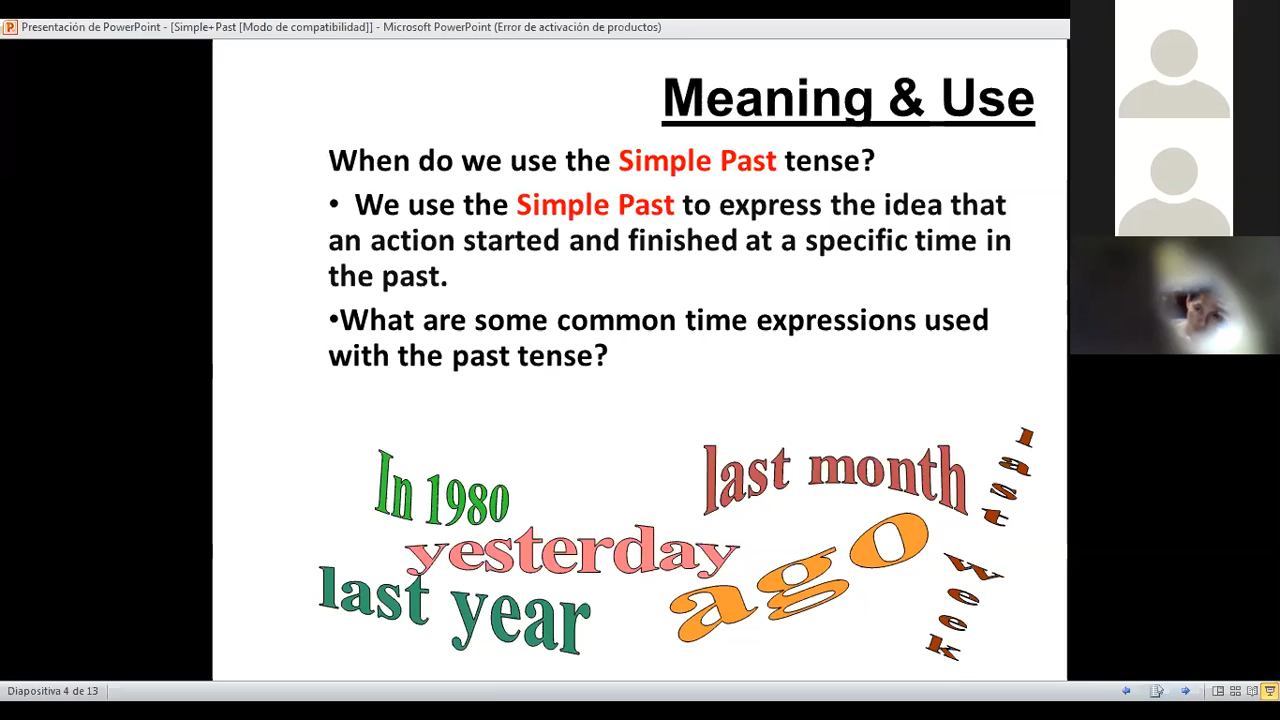 Presentación de PowerPoint - [Simple+Past [Modo de compatibilidad]] - Microsoft PowerPoint (Error de activación de productos)
Meaning & Use
When do we use the Simple Past tense?
• We use the Simple Past to express the idea that
an action started and finished at a specific time in
the past.
•What are some common time expressions used
with the past tense?
In 1980
last month
last week
yesterday
ago
last year
Diapositiva 4 de 13